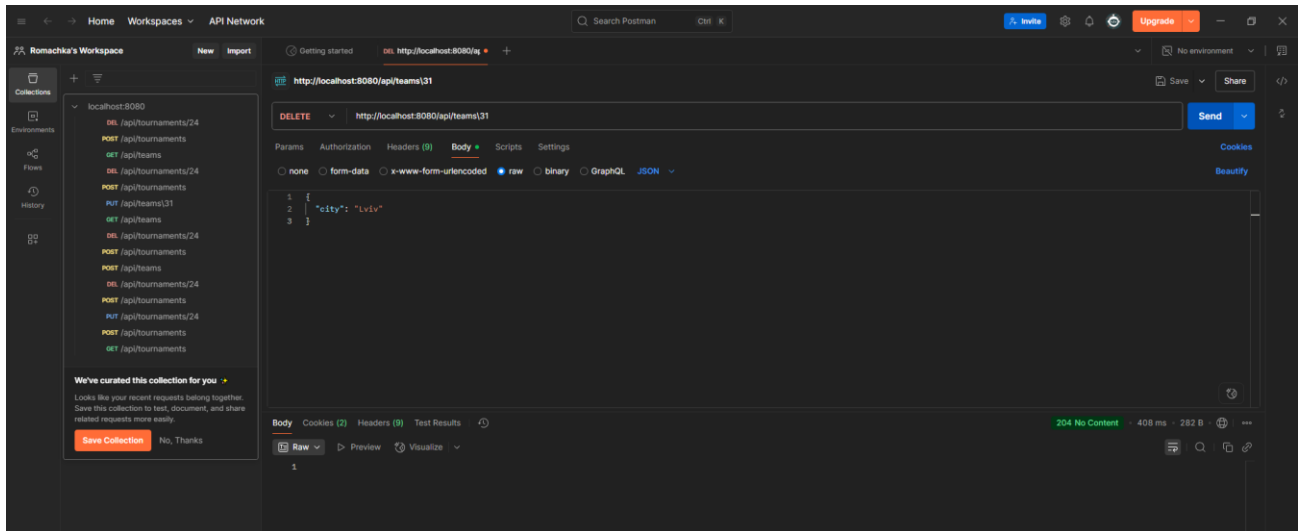 Home Workspaces API Network Search Postman Ctrl K Invite Upgrade
Romachka's Workspace New Import Getting started DEL http://localhost:8080/ap No environment
Collections
Environments
Flows
History
http://localhost:8080/api/teams\31 Save Share
localhost:8080
DEL /api/tournaments/24
POST /api/tournaments
GET /api/teams
DEL /api/tournaments/24
POST /api/tournaments
PUT /api/teams\31
GET /api/teams
DEL /api/tournaments/24
POST /api/tournaments
POST /api/teams
DEL /api/tournaments/24
POST /api/tournaments
PUT /api/tournaments/24
POST /api/tournaments
GET /api/tournaments
We've curated this collection for you
Looks like your recent requests belong together.
Save this collection to test, document, and share
related requests more easily.
Save Collection No, Thanks
DELETE http://localhost:8080/api/teams\31 Send
Params Authorization Headers (9) Body Scripts Settings Cookies
none form-data x-www-form-urlencoded raw binary GraphQL JSON Beautify
1 {
2 "city": "Lviv"
3 }
Body Cookies (2) Headers (9) Test Results 204 No Content 408 ms 282 B
Raw Preview Visualize
1